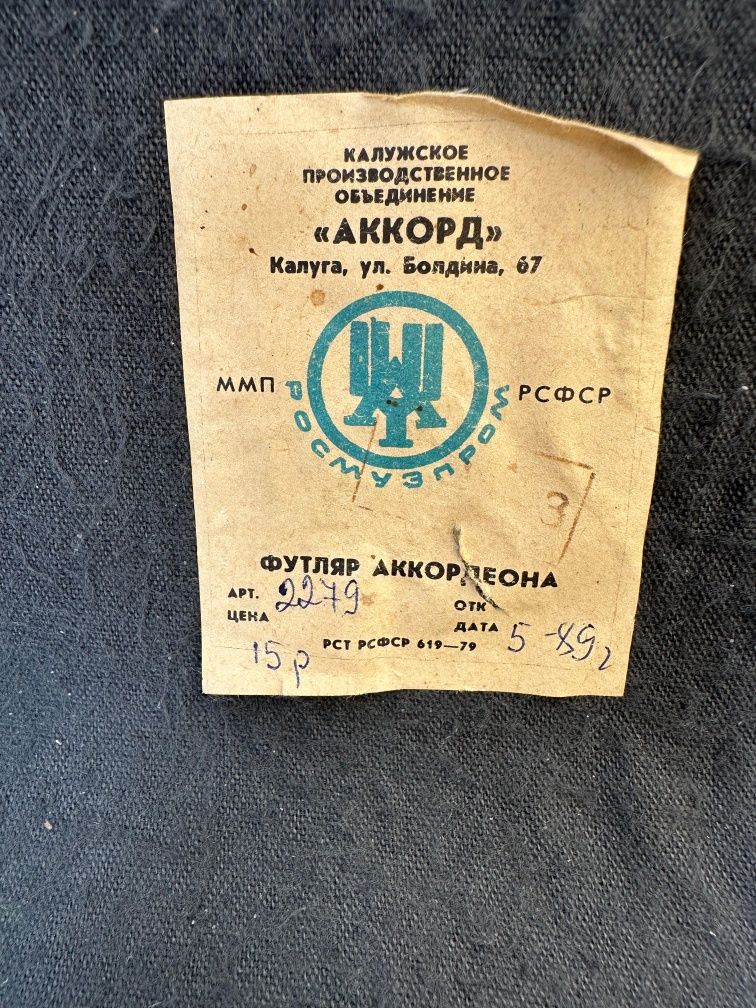 КАЛУЖСКОЕ
ПРОИЗВОДСТВЕННОЕ
ОБЪЕДИНЕНИЕ
«АККОРД»
Калуга, ул. Болдина, 67
ММП РСФСР
РОСМУЗПРОМ
3
ФУТЛЯР АККОРДЕОНА
АРТ. 2279 ОТК
ЦЕНА ДАТА 5-89г
15р РСТ РСФСР 619—79